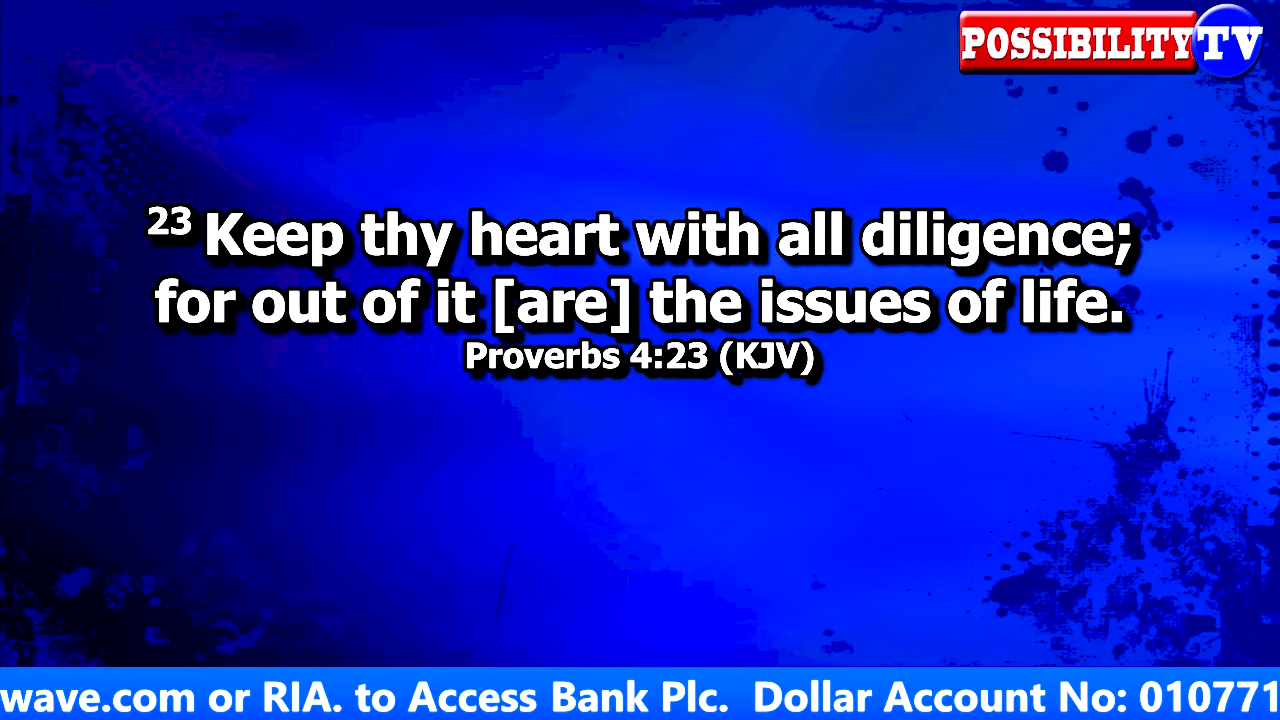 POSSIBILITY TV
23 Keep thy heart with all diligence;
for out of it [are] the issues of life.
Proverbs 4:23 (KJV)
wave.com or RIA. to Access Bank Plc. Dollar Account No: 010771